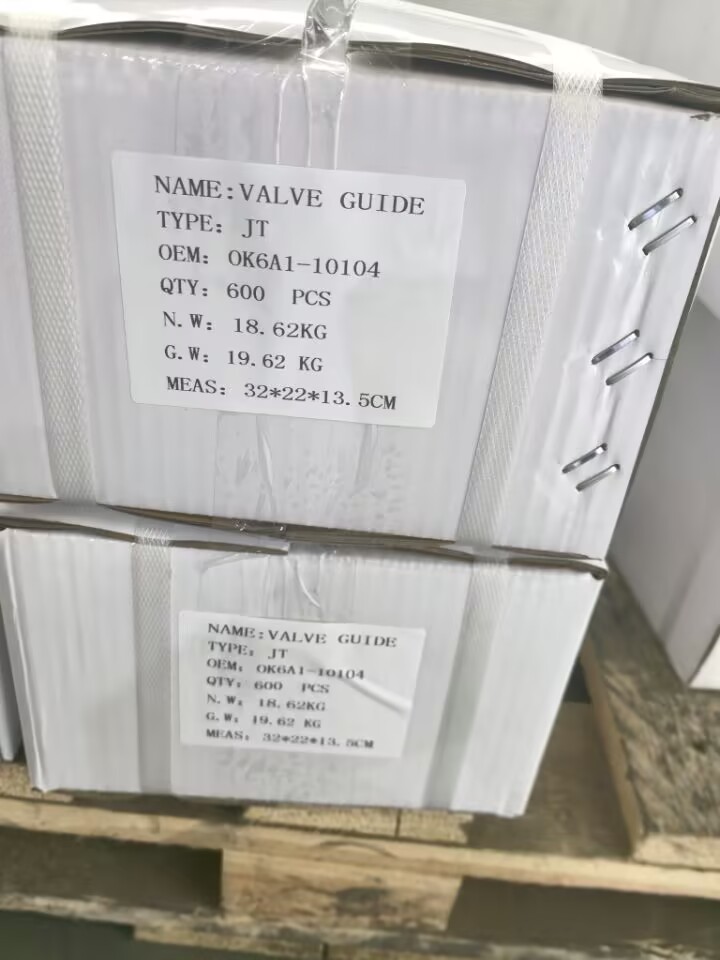 NAME:VALVE GUIDE
TYPE: JT
OEM: OK6A1-10104
QTY: 600 PCS
N.W: 18.62KG
G.W: 19.62 KG
MEAS: 32*22*13.5CM
NAME:VALVE GUIDE
TYPE: JT
OEM: OK6A1-10104
QTY: 600 PCS
N.W: 18.62KG
G.W: 19.62 KG
MEAS: 32*22*13.5CM